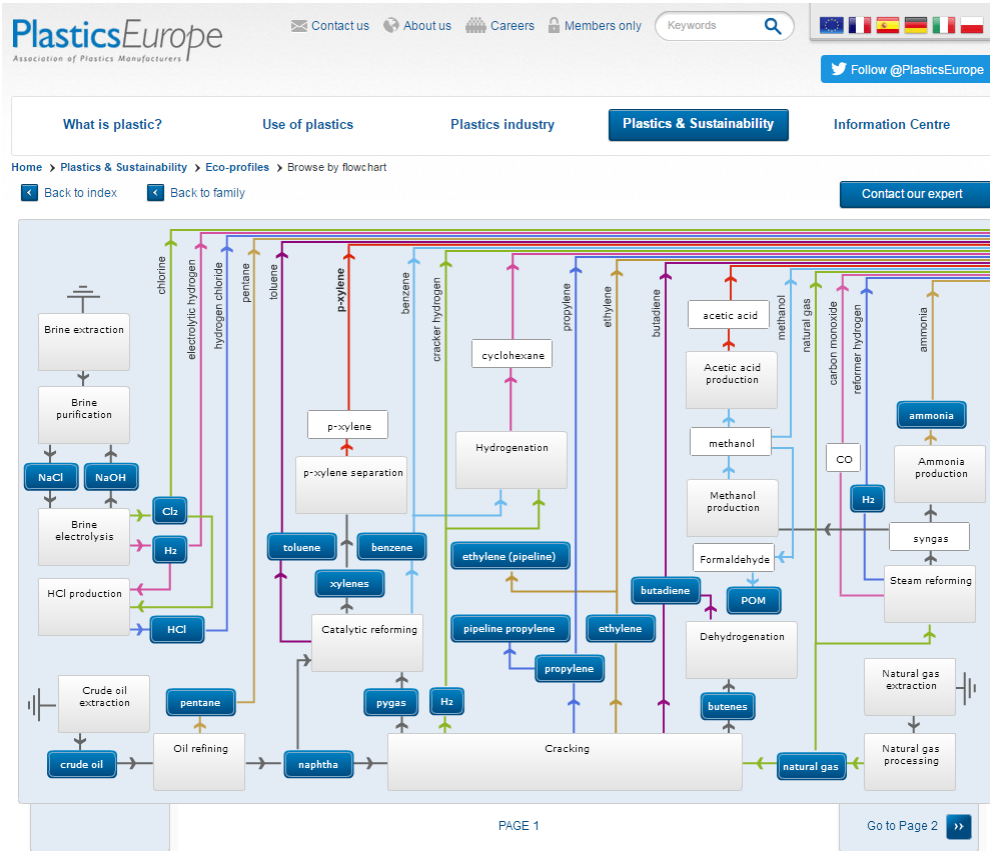 PlasticsEurope
Association of Plastics Manufacturers
Contact us
About us
Careers
Members only
Keywords
Follow @PlasticsEurope
What is plastic?
Use of plastics
Plastics industry
Plastics & Sustainability
Information Centre
Home > Plastics & Sustainability > Eco-profiles > Browse by flowchart
Back to index
Back to family
Contact our expert
chlorine
electrolytic hydrogen
hydrogen chloride
pentane
toluene
p-xylene
benzene
cracker hydrogen
propylene
ethylene
butadiene
methanol
natural gas
carbon monoxide
reformer hydrogen
ammonia
Brine extraction
Brine
purification
NaCl
NaOH
Brine
electrolysis
Cl₂
H₂
HCl production
HCl
Crude oil
extraction
crude oil
pentane
Oil refining
naphtha
p-xylene
p-xylene separation
toluene
benzene
xylenes
Catalytic reforming
pygas
H₂
cyclohexane
Hydrogenation
ethylene (pipeline)
pipeline propylene
ethylene
propylene
Cracking
acetic acid
Acetic acid
production
methanol
Methanol
production
Formaldehyde
POM
butadiene
Dehydrogenation
butenes
natural gas
CO
H₂
ammonia
Ammonia
production
syngas
Steam reforming
Natural gas
extraction
Natural gas
processing
PAGE 1
Go to Page 2